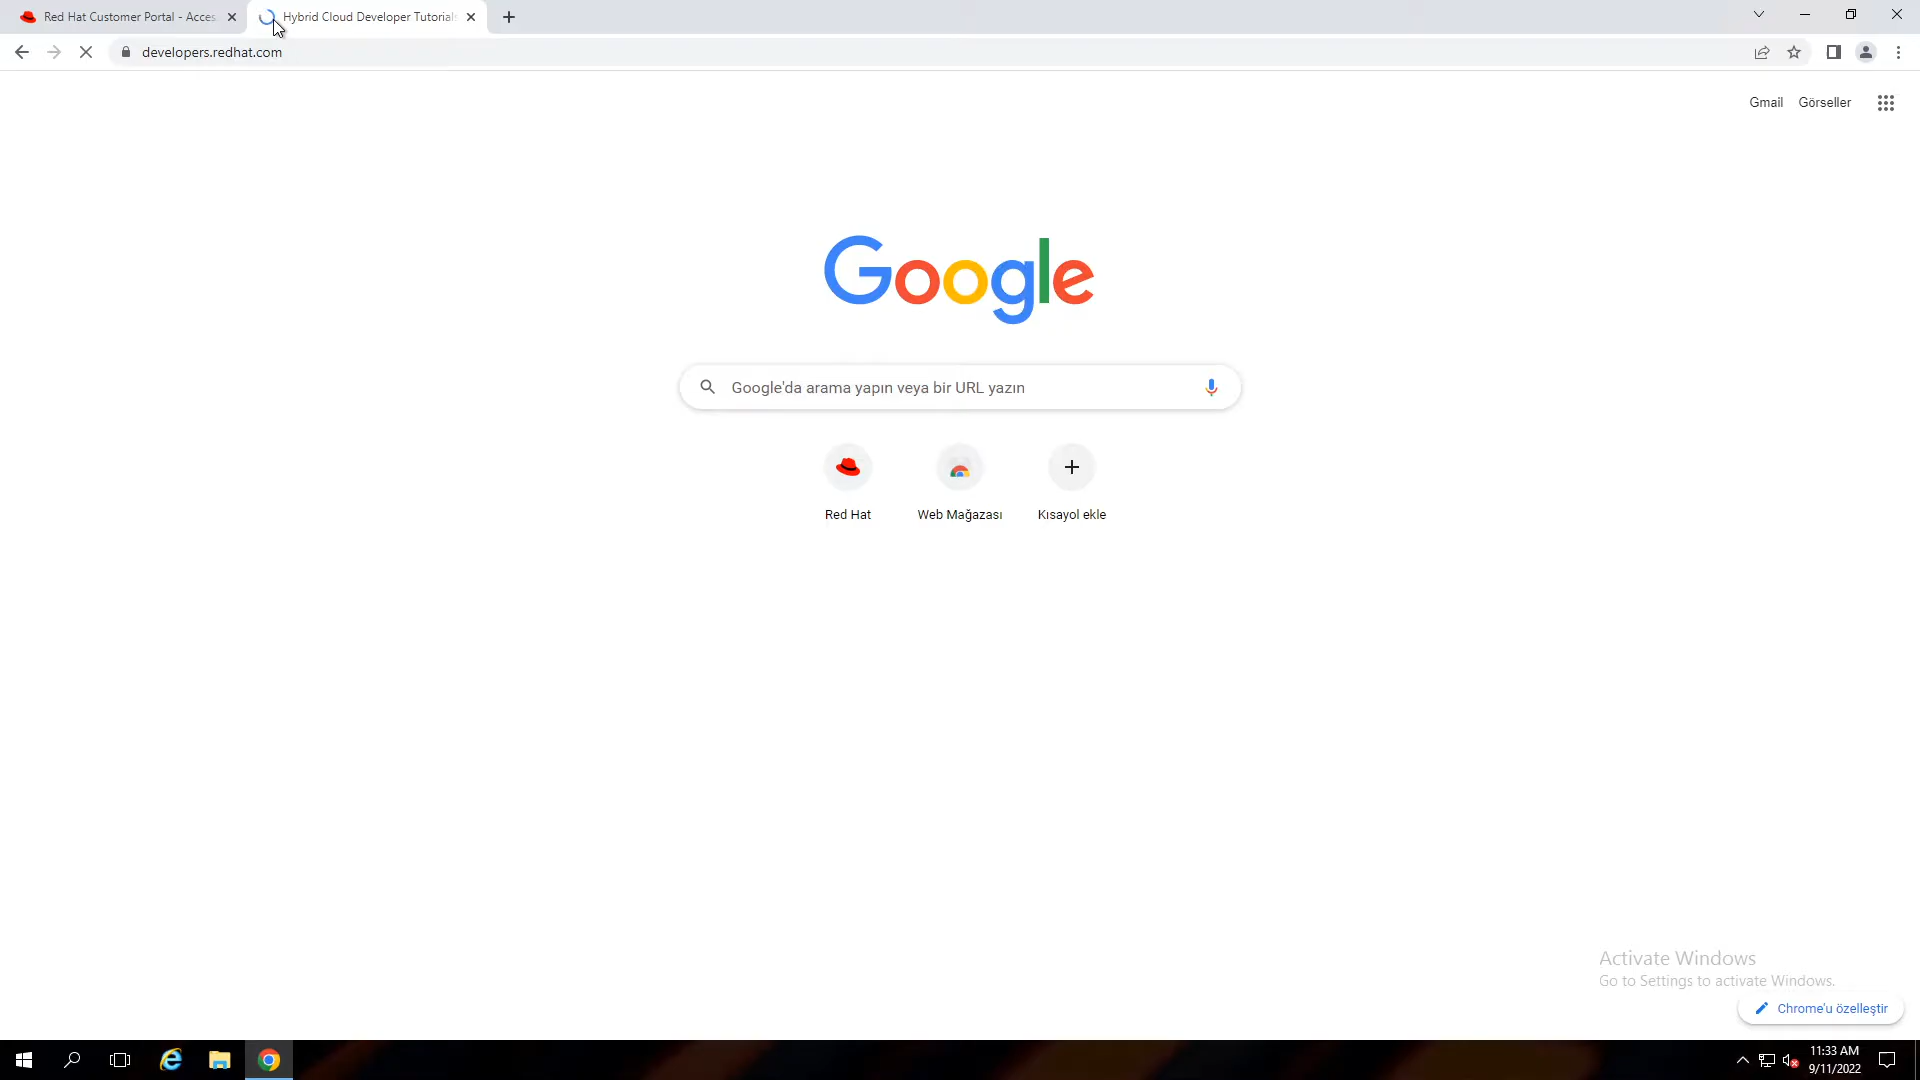 Red Hat Customer Portal - Acces
Hybrid Cloud Developer Tutorials
developers.redhat.com
Gmail
Görseller
Google
Google'da arama yapın veya bir URL yazın
Red Hat
Web Mağazası
Kısayol ekle
Activate Windows
Go to Settings to activate Windows.
Chrome'u özelleştir
11:33 AM
9/11/2022